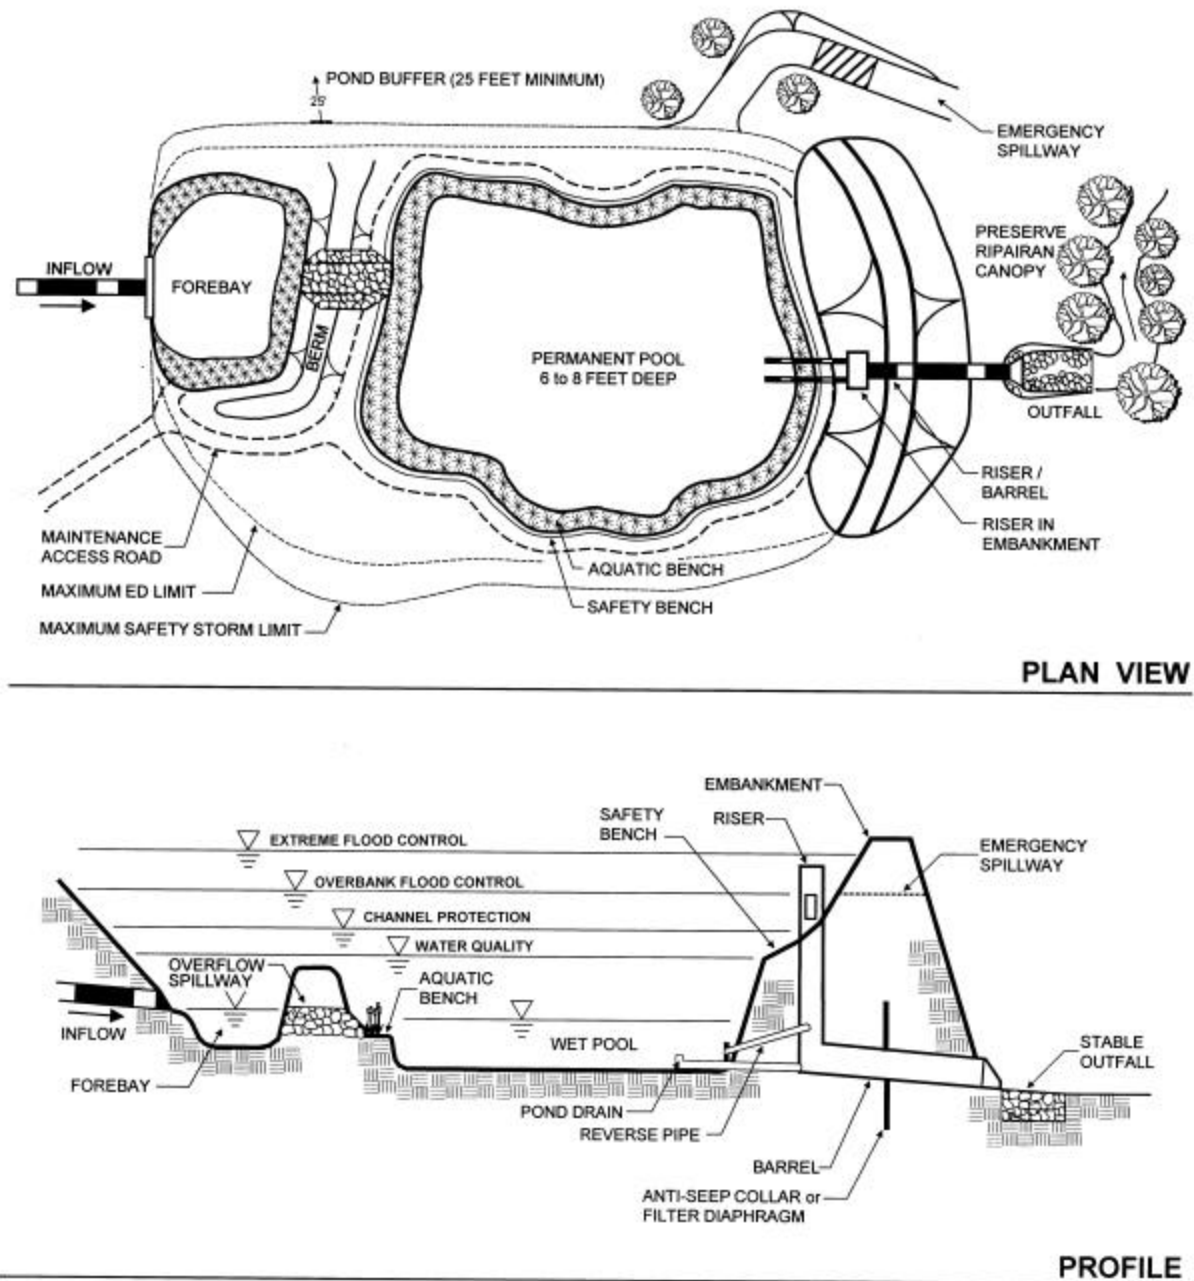 POND BUFFER (25 FEET MINIMUM)
25'
EMERGENCY
SPILLWAY
PRESERVE
RIPAIRAN
CANOPY
INFLOW
FOREBAY
BERM
PERMANENT POOL
6 to 8 FEET DEEP
OUTFALL
RISER /
BARREL
RISER IN
EMBANKMENT
MAINTENANCE
ACCESS ROAD
AQUATIC BENCH
MAXIMUM ED LIMIT
SAFETY BENCH
MAXIMUM SAFETY STORM LIMIT
PLAN VIEW
EMBANKMENT
SAFETY
BENCH
RISER
EXTREME FLOOD CONTROL
EMERGENCY
SPILLWAY
OVERBANK FLOOD CONTROL
CHANNEL PROTECTION
WATER QUALITY
OVERFLOW
SPILLWAY
AQUATIC
BENCH
INFLOW
WET POOL
STABLE
OUTFALL
FOREBAY
POND DRAIN
REVERSE PIPE
BARREL
ANTI-SEEP COLLAR or
FILTER DIAPHRAGM
PROFILE